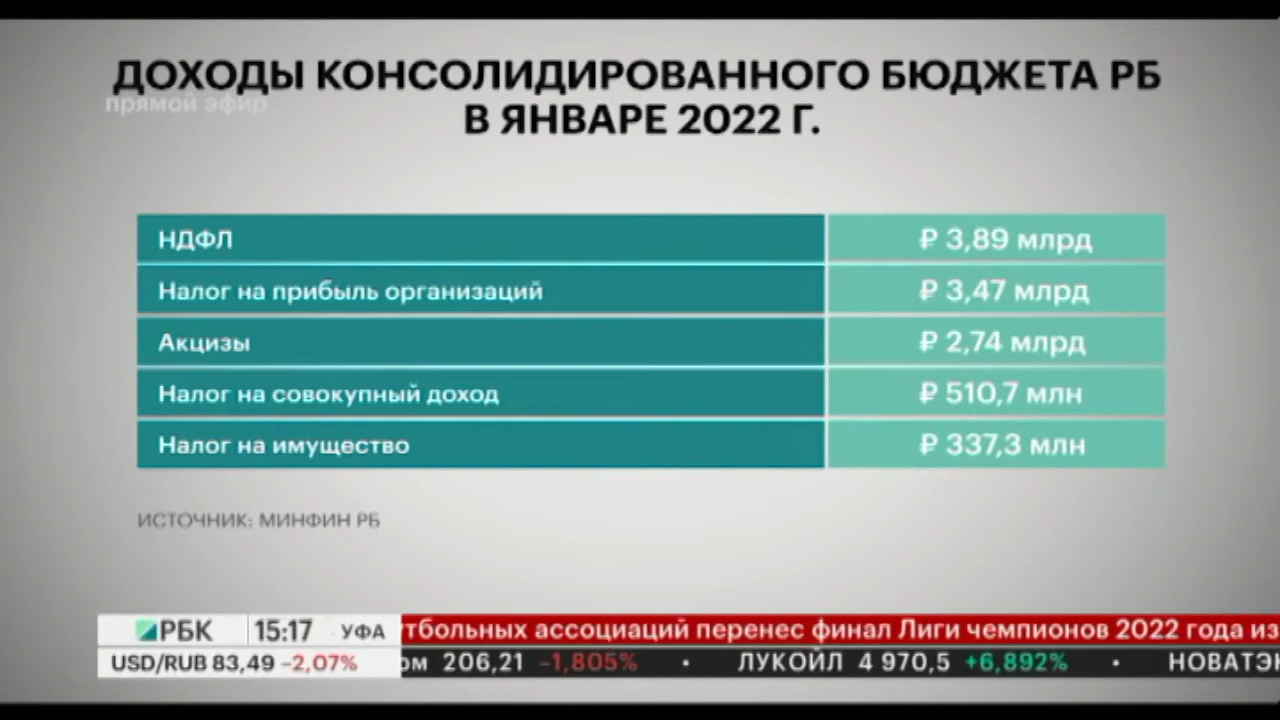 ДОХОДЫ КОНСОЛИДИРОВАННОГО БЮДЖЕТА РБ
прямой эфир
В ЯНВАРЕ 2022 Г.
НДФЛ ₽ 3,89 млрд
Налог на прибыль организаций ₽ 3,47 млрд
Акцизы ₽ 2,74 млрд
Налог на совокупный доход ₽ 510,7 млн
Налог на имущество ₽ 337,3 млн
ИСТОЧНИК: МИНФИН РБ
РБК 15:17 УФА тбольных ассоциаций перенес финал Лиги чемпионов 2022 года из
USD/RUB 83,49 -2,07% ом 206,21 -1,805% • ЛУКОЙЛ 4 970,5 +6,892% • НОВАТЭ